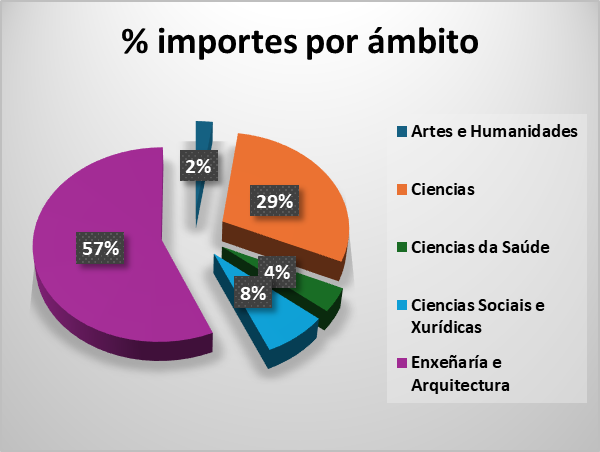 % importes por ámbito
2%
29%
4%
8%
57%
Artes e Humanidades
Ciencias
Ciencias da Saúde
Ciencias Sociais e
Xurídicas
Enxeñaría e
Arquitectura